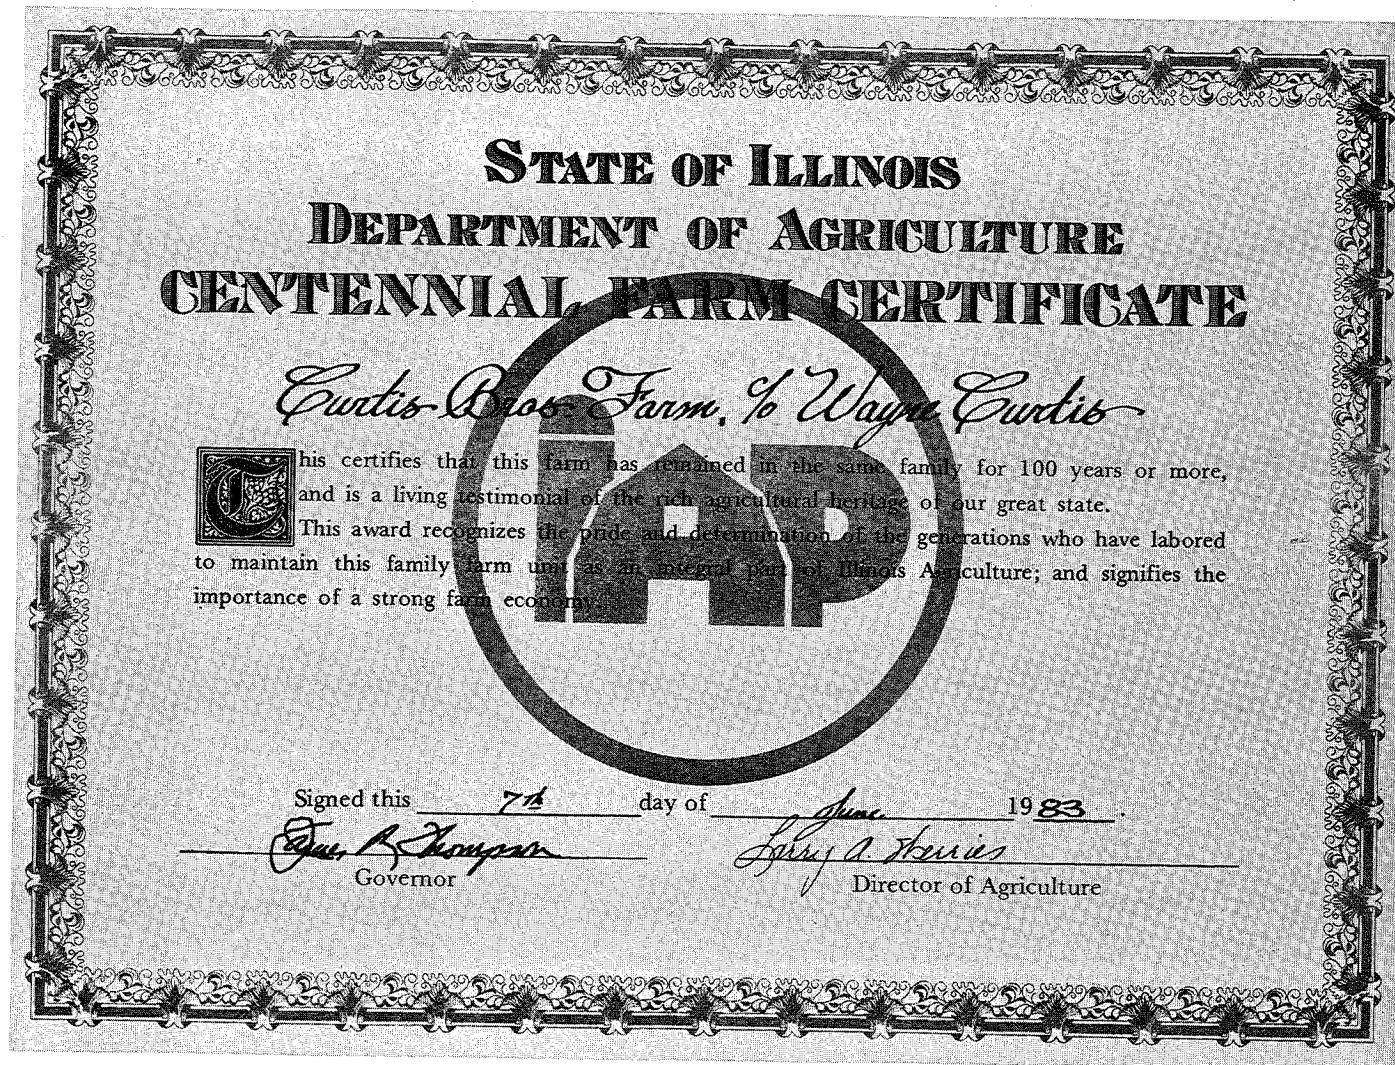 STATE OF ILLINOIS
DEPARTMENT OF AGRICULTURE
CENTENNIAL FARM CERTIFICATE
Curtis Bros Farm, c/o Wayne Curtis
This certifies that this farm has remained in the same family for 100 years or more,
and is a living testimonial of the rich agricultural heritage of our great state.
This award recognizes the pride and determination of the generations who have labored
to maintain this family farm unit as an integral part of Illinois Agriculture; and signifies the
importance of a strong farm economy.
iAP
Signed this 7th day of June 1983.
James R Thompson Larry A. Werries
Governor Director of Agriculture